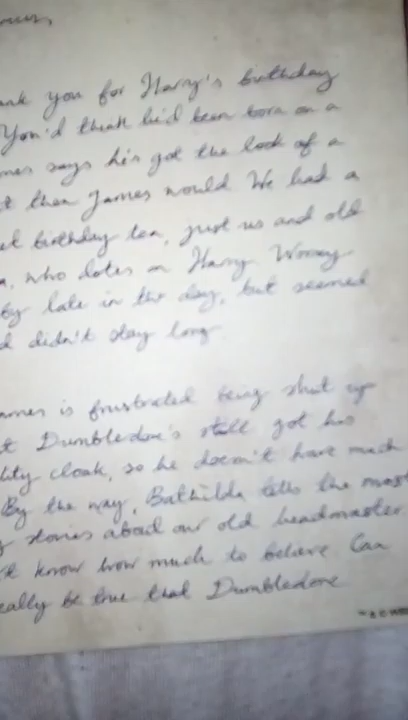 ank you for Harry's birthday
You'd think he'd been born on a
mes says he's got the look of a
t then James would We had a
et birthday tea, just us and old
a, who dotes on Harry Wormy
by late in the day, but seemed
d didn't stay long
ames is frustrated being shut up
t Dumbledore's still got his
ility cloak, so he doesn't have much
By the way, Bathilda tells the most
g stories about our old headmaster
't know how much to believe Can
eally be true that Dumbledore